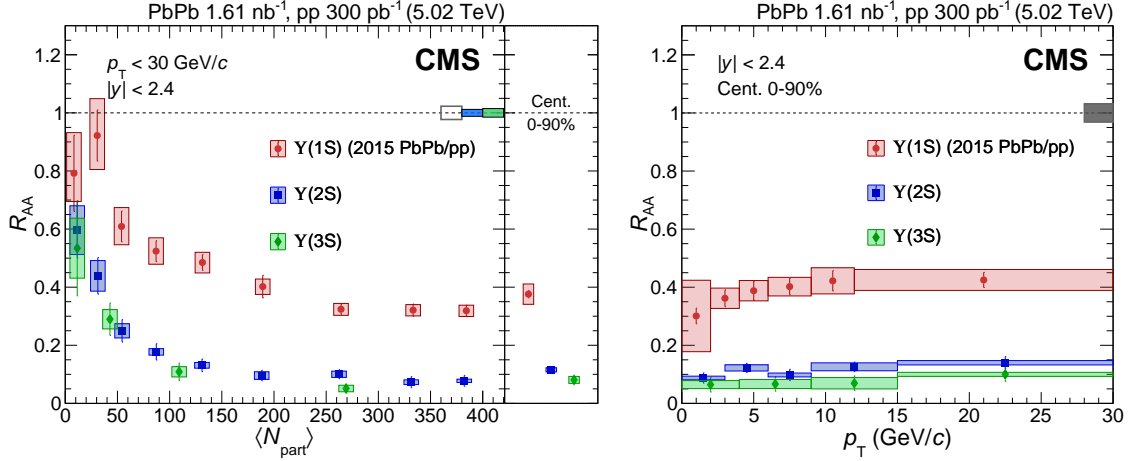 PbPb 1.61 nb⁻¹, pp 300 pb⁻¹ (5.02 TeV)
p_T < 30 GeV/c
|y| < 2.4
CMS
Cent.
0-90%
Υ(1S) (2015 PbPb/pp)
Υ(2S)
Υ(3S)
R_AA
0
0.2
0.4
0.6
0.8
1
1.2
0 50 100 150 200 250 300 350 400
⟨N_part⟩
PbPb 1.61 nb⁻¹, pp 300 pb⁻¹ (5.02 TeV)
|y| < 2.4
Cent. 0-90%
CMS
Υ(1S) (2015 PbPb/pp)
Υ(2S)
Υ(3S)
R_AA
0
0.2
0.4
0.6
0.8
1
1.2
0 5 10 15 20 25 30
p_T (GeV/c)